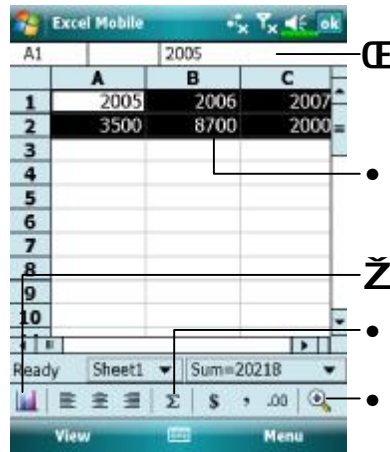 Excel Mobile ok
A1 2005 Œ
A B C
1 2005 2006 2007
2 3500 8700 2000
3
4 •
5
6
7
8 Ž
9
10 •
Ready Sheet1 Sum=20218
Σ $ , .00 •
View Menu